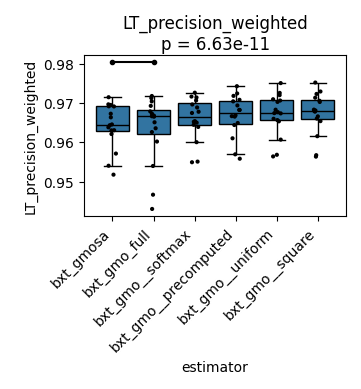 LT_precision_weighted
p = 6.63e-11
LT_precision_weighted
0.98
0.97
0.96
0.95
bxt_gmosa
bxt_gmo_full
bxt_gmo__softmax
bxt_gmo__precomputed
bxt_gmo__uniform
bxt_gmo__square
estimator